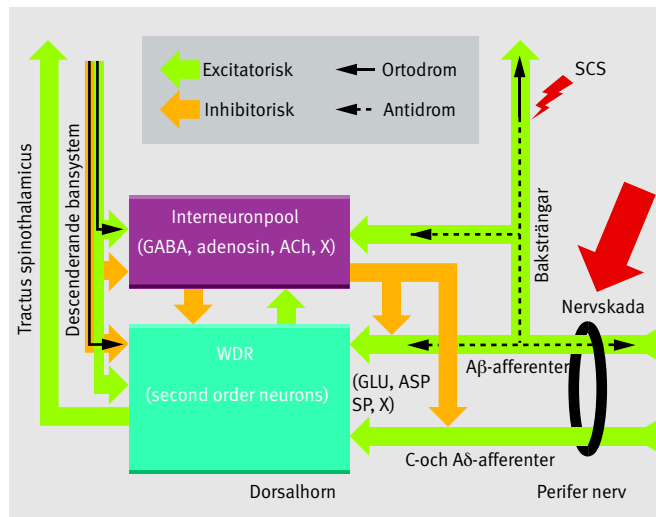 Excitatorisk
Ortodrom
Inhibitorisk
Antidrom
SCS
Tractus spinothalamicus
Descenderande bansystem
Interneuronpool
(GABA, adenosin, ACh, X)
Baksträngar
Nervskada
WDR
(second order neurons)
Aβ-afferenter
(GLU, ASP
SP, X)
C-och Aδ-afferenter
Dorsalhorn
Perifer nerv